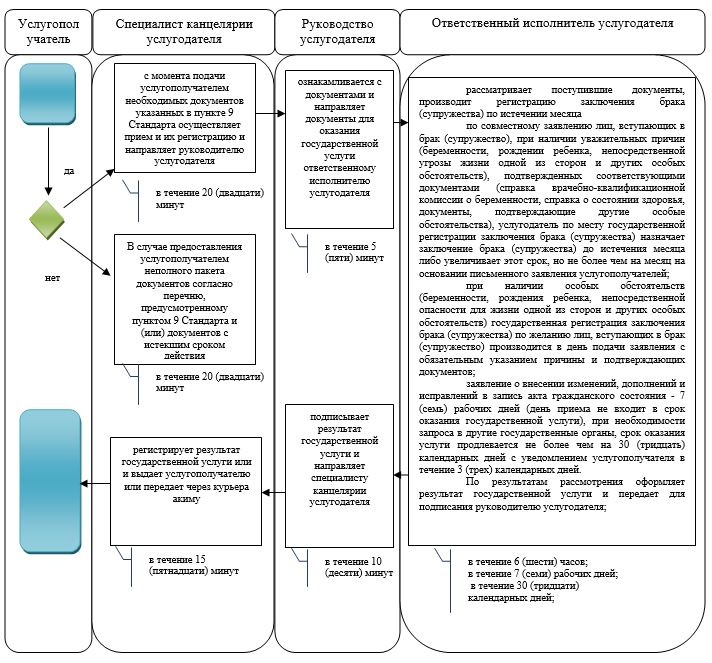 Услугопол
учатель
Специалист канцелярии
услугодателя
Руководство
услугодателя
Ответственный исполнитель услугодателя
да
нет
с момента подачи
услугополучателем
необходимых документов
указанных в пункте 9
Стандарта осуществляет
прием и их регистрацию и
направляет руководителю
услугодателя
в течение 20 (двадцати)
минут
В случае предоставления
услугополучателем
неполного пакета
документов согласно
перечню,
предусмотренному
пунктом 9 Стандарта и
(или) документов с
истекшим сроком
действия
в течение 20 (двадцати)
минут
ознакамливается с
документами и
направляет
документы для
оказания
государственной
услуги
ответственному
исполнителю
услугодателя
в течение 5
(пяти) минут
рассматривает поступившие документы,
производит регистрацию заключения брака
(супружества) по истечении месяца
по совместному заявлению лиц, вступающих в
брак (супружество), при наличии уважительных причин
(беременности, рождении ребенка, непосредственной
угрозы жизни одной из сторон и других особых
обстоятельств), подтвержденных соответствующими
документами (справка врачебно-квалификационной
комиссии о беременности, справка о состоянии здоровья,
документы, подтверждающие другие особые
обстоятельства), услугодатель по месту государственной
регистрации заключения брака (супружества) назначает
заключение брака (супружества) до истечения месяца
либо увеличивает этот срок, но не более чем на месяц на
основании письменного заявления услугополучателей;
при наличии особых обстоятельств
(беременности, рождения ребенка, непосредственной
опасности для жизни одной из сторон и других особых
обстоятельств) государственная регистрация заключения
брака (супружества) по желанию лиц, вступающих в брак
(супружество) производится в день подачи заявления с
обязательным указанием причины и подтверждающих
документов;
заявление о внесении изменений, дополнений и
исправлений в запись акта гражданского состояния - 7
(семь) рабочих дней (день приема не входит в срок
оказания государственной услуги), при необходимости
запроса в другие государственные органы, срок оказания
услуги продлевается не более чем на 30 (тридцать)
календарных дней с уведомлением услугополучателя в
течение 3 (трех) календарных дней.
По результатам рассмотрения оформляет
результат государственной услуги и передает для
подписания руководителю услугодателя;
в течение 6 (шести) часов;
в течение 7 (семи) рабочих дней;
в течение 30 (тридцати)
календарных дней;
подписывает
результат
государственной
услуги и
направляет
специалисту
канцелярии
услугодателя
в течение 10
(десяти) минут
регистрирует результат
государственной услуги или
и выдает услугополучателю
или передает через курьера
акиму
в течение 15
(пятнадцати) минут